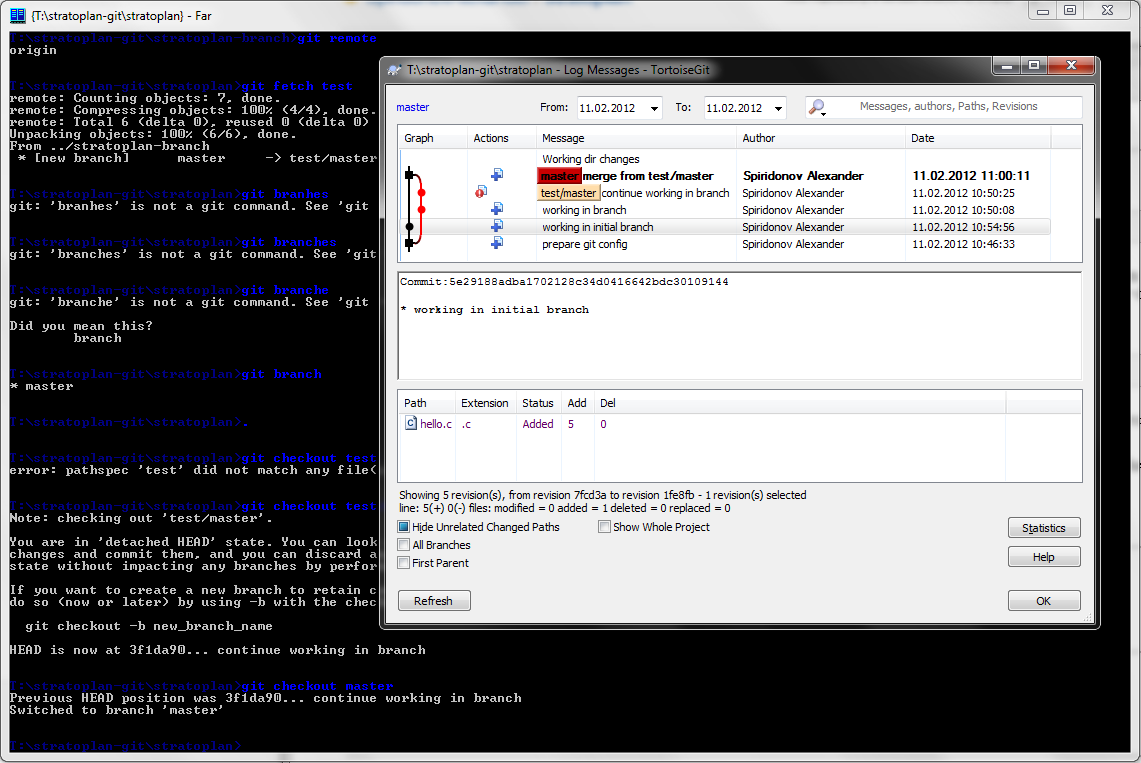 {T:\stratoplan-git\stratoplan} - Far
T:\stratoplan-git\stratoplan-branch>git remote
origin
T:\stratoplan-git\stratoplan>git fetch test
remote: Counting objects: 7, done.
remote: Compressing objects: 100% (4/4), done.
remote: Total 6 (delta 0), reused 0 (delta 0)
Unpacking objects: 100% (6/6), done.
From ../stratoplan-branch
* [new branch]      master     -> test/master
T:\stratoplan-git\stratoplan>git branhes
git: 'branhes' is not a git command. See 'git
T:\stratoplan-git\stratoplan>git branches
git: 'branches' is not a git command. See 'git
T:\stratoplan-git\stratoplan>git branche
git: 'branche' is not a git command. See 'git
Did you mean this?
branch
T:\stratoplan-git\stratoplan>git branch
* master
T:\stratoplan-git\stratoplan>.
T:\stratoplan-git\stratoplan>git checkout test
error: pathspec 'test' did not match any file(
T:\stratoplan-git\stratoplan>git checkout test
Note: checking out 'test/master'.
You are in 'detached HEAD' state. You can look
changes and commit them, and you can discard a
state without impacting any branches by perfor
If you want to create a new branch to retain c
do so (now or later) by using -b with the chec
git checkout -b new_branch_name
HEAD is now at 3f1da90... continue working in branch
T:\stratoplan-git\stratoplan>git checkout master
Previous HEAD position was 3f1da90... continue working in branch
Switched to branch 'master'
T:\stratoplan-git\stratoplan>
T:\stratoplan-git\stratoplan - Log Messages - TortoiseGit
master From: 11.02.2012 To: 11.02.2012 Messages, authors, Paths, Revisions
Graph Actions Message Author Date
Working dir changes
master merge from test/master Spiridonov Alexander 11.02.2012 11:00:11
test/master continue working in branch Spiridonov Alexander 11.02.2012 10:50:25
working in branch Spiridonov Alexander 11.02.2012 10:50:08
working in initial branch Spiridonov Alexander 11.02.2012 10:54:56
prepare git config Spiridonov Alexander 11.02.2012 10:46:33
Commit:5e29188adba1702128c34d0416642bdc30109144
* working in initial branch
Path Extension Status Add Del
hello.c .c Added 5 0
Showing 5 revision(s), from revision 7fcd3a to revision 1fe8fb - 1 revision(s) selected
line: 5(+) 0(-) files: modified = 0 added = 1 deleted = 0 replaced = 0
Hide Unrelated Changed Paths Show Whole Project Statistics
All Branches
First Parent Help
Refresh OK